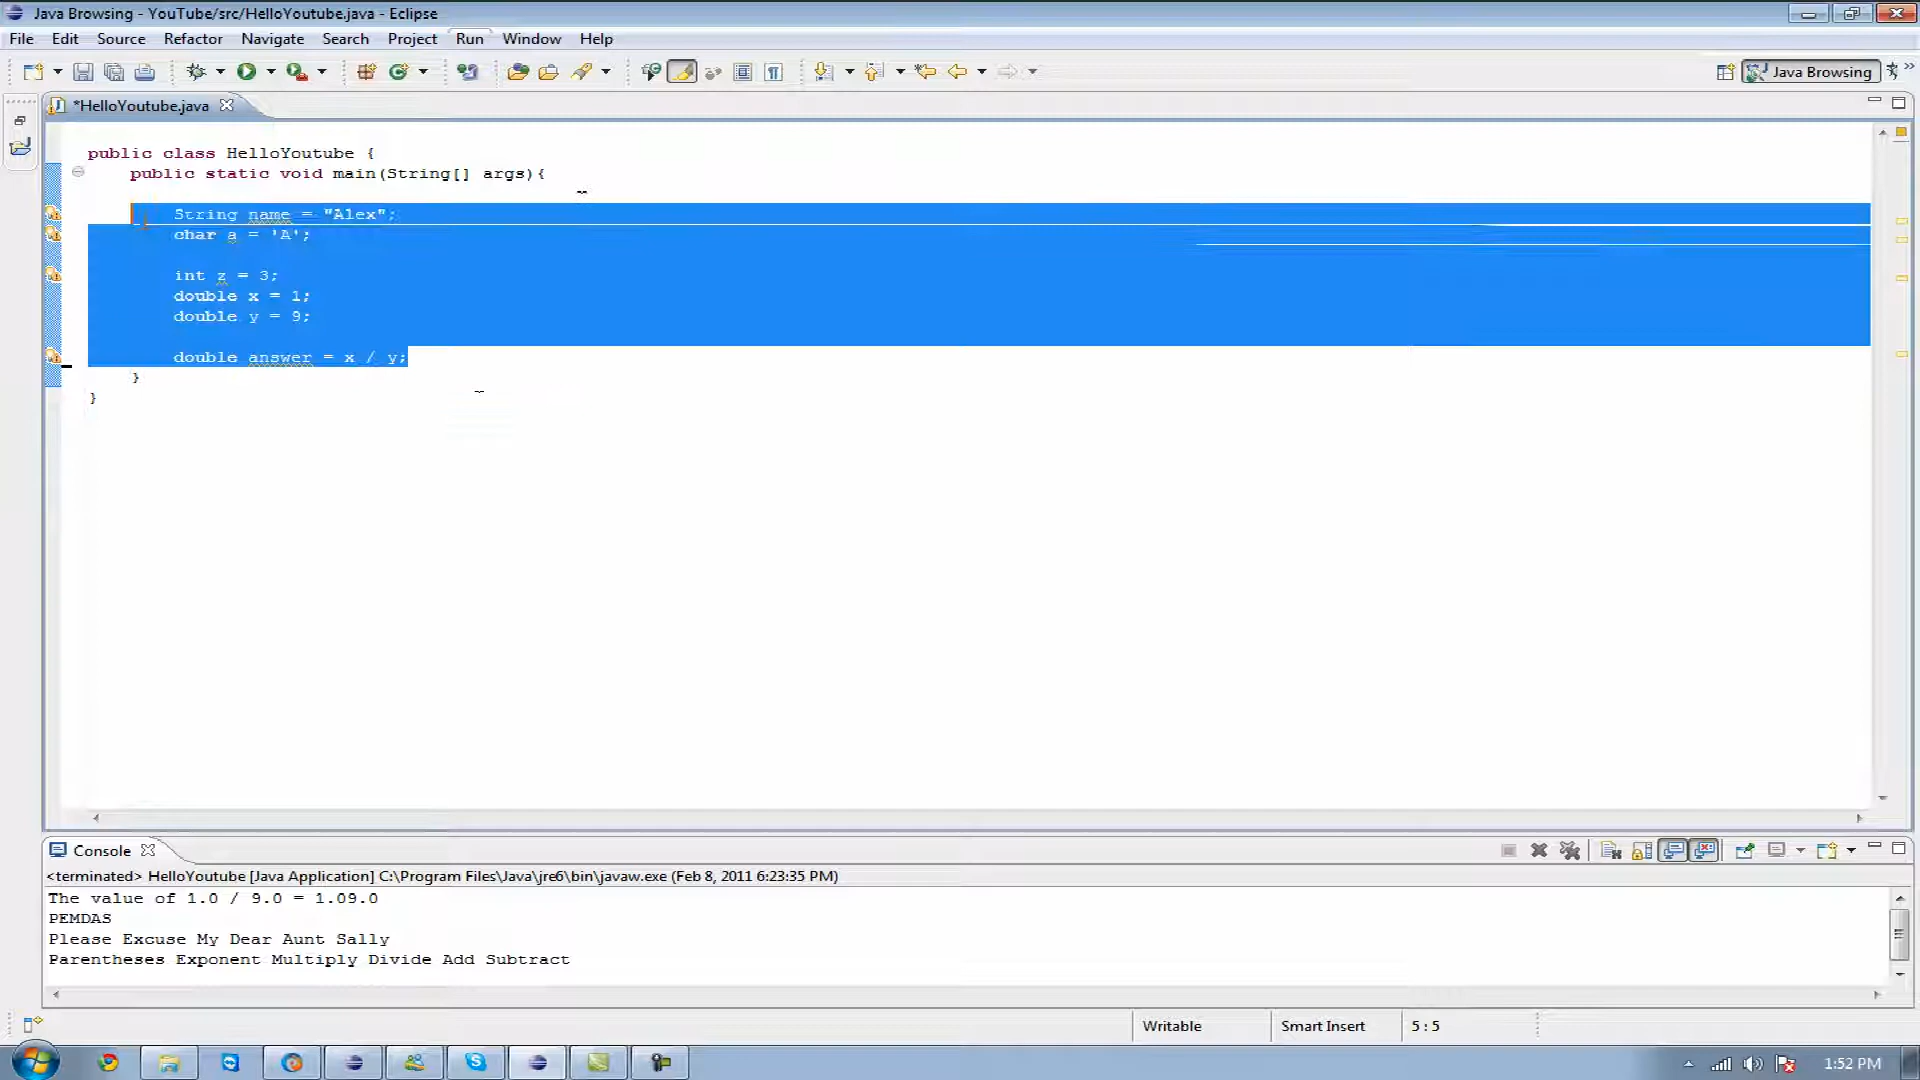 Java Browsing - YouTube/src/HelloYoutube.java - Eclipse
File Edit Source Refactor Navigate Search Project Run Window Help
Java Browsing
*HelloYoutube.java
public class HelloYoutube {
public static void main(String[] args){
String name = "Alex";
char a = 'A';
int z = 3;
double x = 1;
double y = 9;
double answer = x / y;
}
}
Console
<terminated> HelloYoutube [Java Application] C:\Program Files\Java\jre6\bin\javaw.exe (Feb 8, 2011 6:23:35 PM)
The value of 1.0 / 9.0 = 1.09.0
PEMDAS
Please Excuse My Dear Aunt Sally
Parentheses Exponent Multiply Divide Add Subtract
Writable Smart Insert 5 : 5
1:52 PM